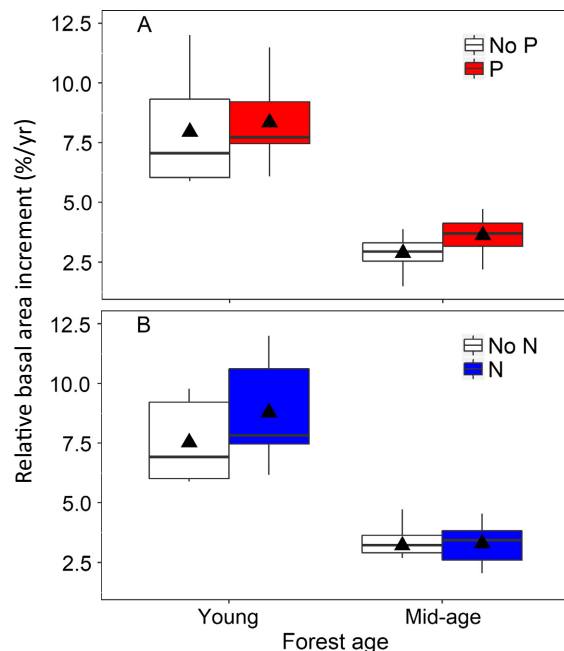 A
No P
P
12.5
10.0
7.5
5.0
2.5
B
No N
N
12.5
10.0
7.5
5.0
2.5
Relative basal area increment (%/yr)
Young Mid-age
Forest age